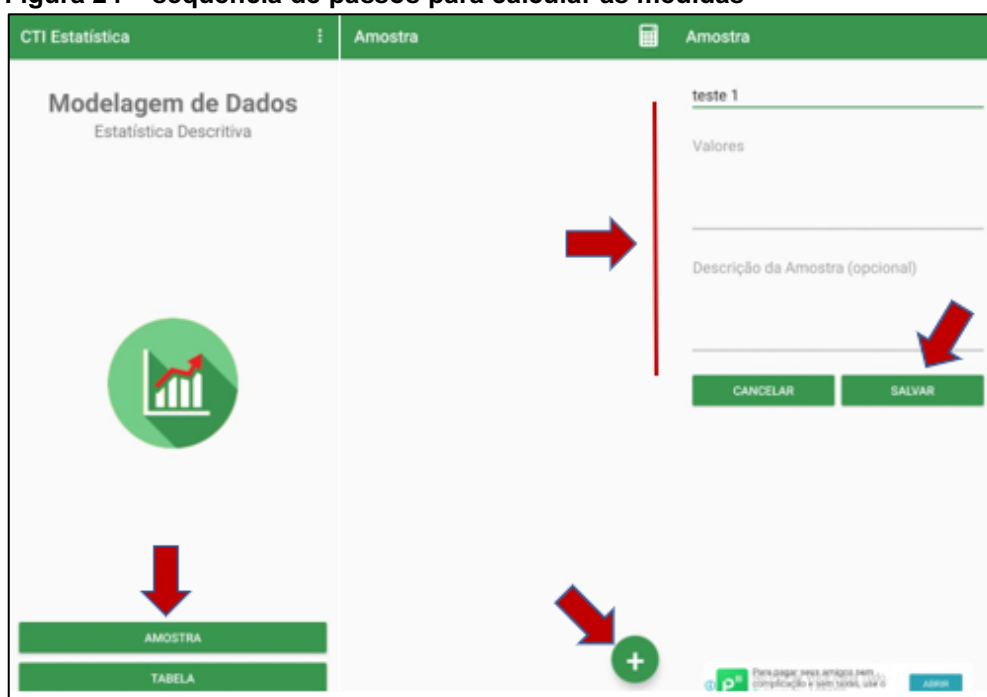 Figura 24 – sequência de passos para calcular as medidas
CTI Estatística
Modelagem de Dados
Estatística Descritiva
AMOSTRA
TABELA
Amostra
+
Amostra
teste 1
Valores
Descrição da Amostra (opcional)
CANCELAR
SALVAR
Para pagar seus amigos sem
complicação e sem taxas, use o
ABRIR